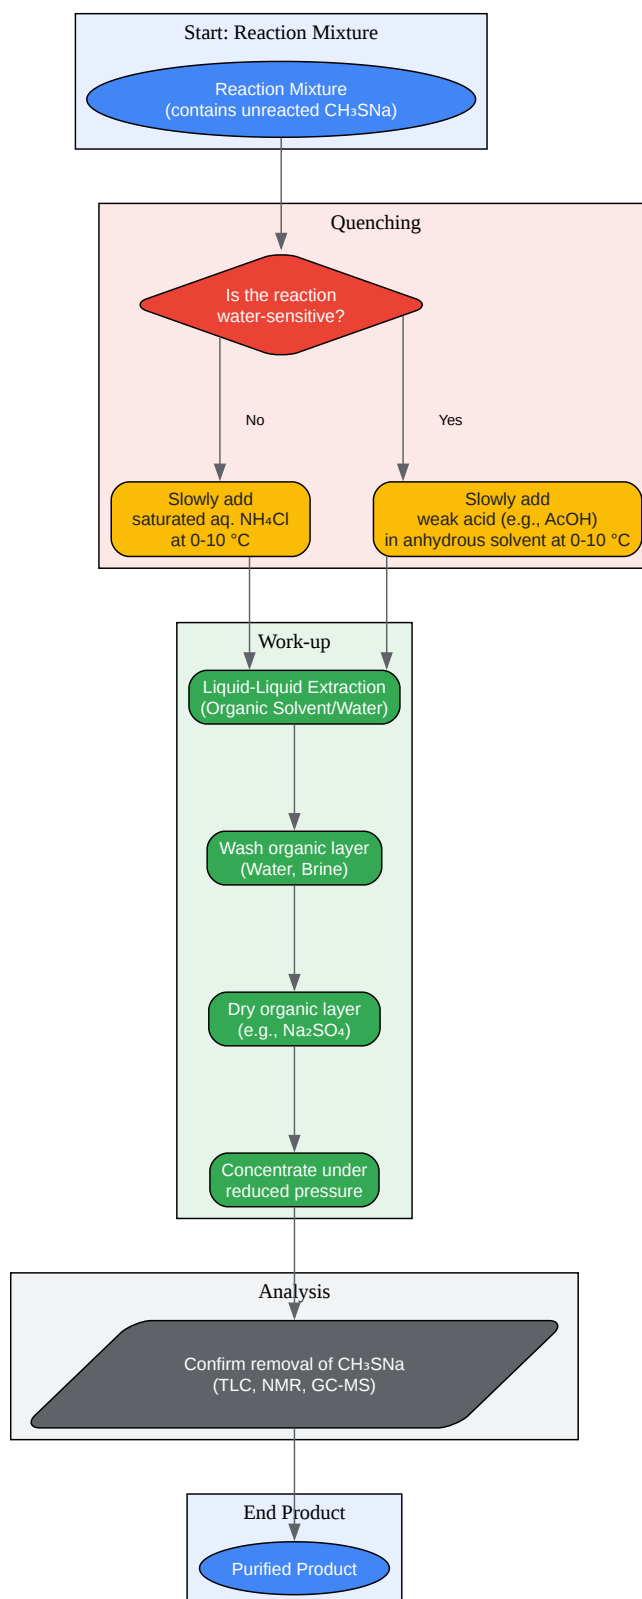 Start: Reaction Mixture
Reaction Mixture
(contains unreacted CH₃SNa)
Quenching
Is the reaction
water-sensitive?
No
Yes
Slowly add
saturated aq. NH₄Cl
at 0-10 °C
Slowly add
weak acid (e.g., AcOH)
in anhydrous solvent at 0-10 °C
Work-up
Liquid-Liquid Extraction
(Organic Solvent/Water)
Wash organic layer
(Water, Brine)
Dry organic layer
(e.g., Na₂SO₄)
Concentrate under
reduced pressure
Analysis
Confirm removal of CH₃SNa
(TLC, NMR, GC-MS)
End Product
Purified Product